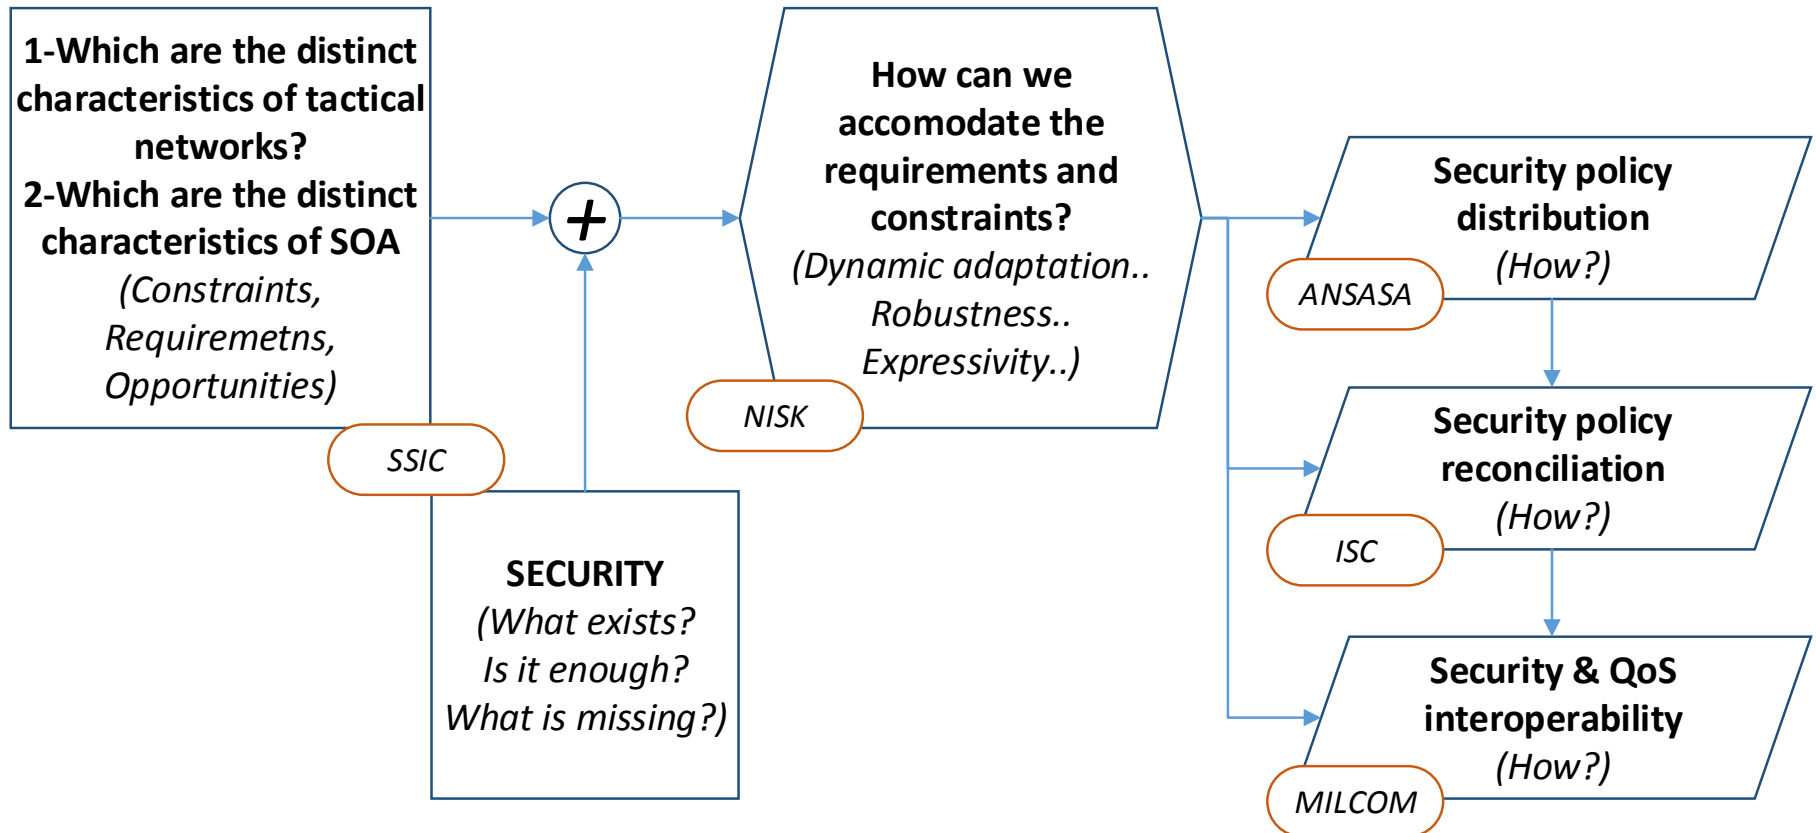 1-Which are the distinct
characteristics of tactical
networks?
2-Which are the distinct
characteristics of SOA
(Constraints,
Requiremetns,
Opportunities)
SSIC
SECURITY
(What exists?
Is it enough?
What is missing?)
+
How can we
accomodate the
requirements and
constraints?
(Dynamic adaptation..
Robustness..
Expressivity..)
NISK
Security policy
distribution
(How?)
ANSASA
Security policy
reconciliation
(How?)
ISC
Security & QoS
interoperability
(How?)
MILCOM